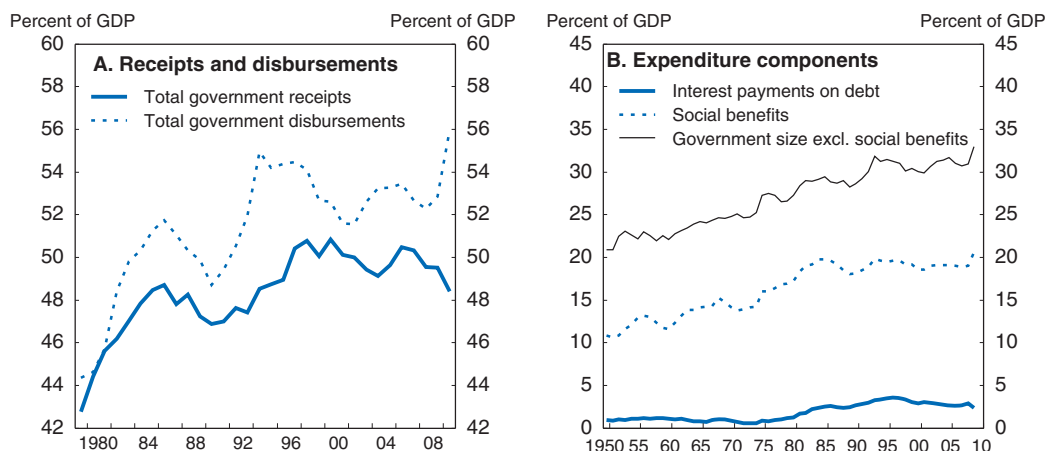 Percent of GDP Percent of GDP
60 60
A. Receipts and disbursements
58 58
Total government receipts
Total government disbursements
56 56
54 54
52 52
50 50
48 48
46 46
44 44
42 42
1980 84 88 92 96 00 04 08
Percent of GDP Percent of GDP
45 45
B. Expenditure components
40 40
Interest payments on debt
Social benefits
35 35
Government size excl. social benefits
30 30
25 25
20 20
15 15
10 10
5 5
0 0
1950 55 60 65 70 75 80 85 90 95 00 05 10